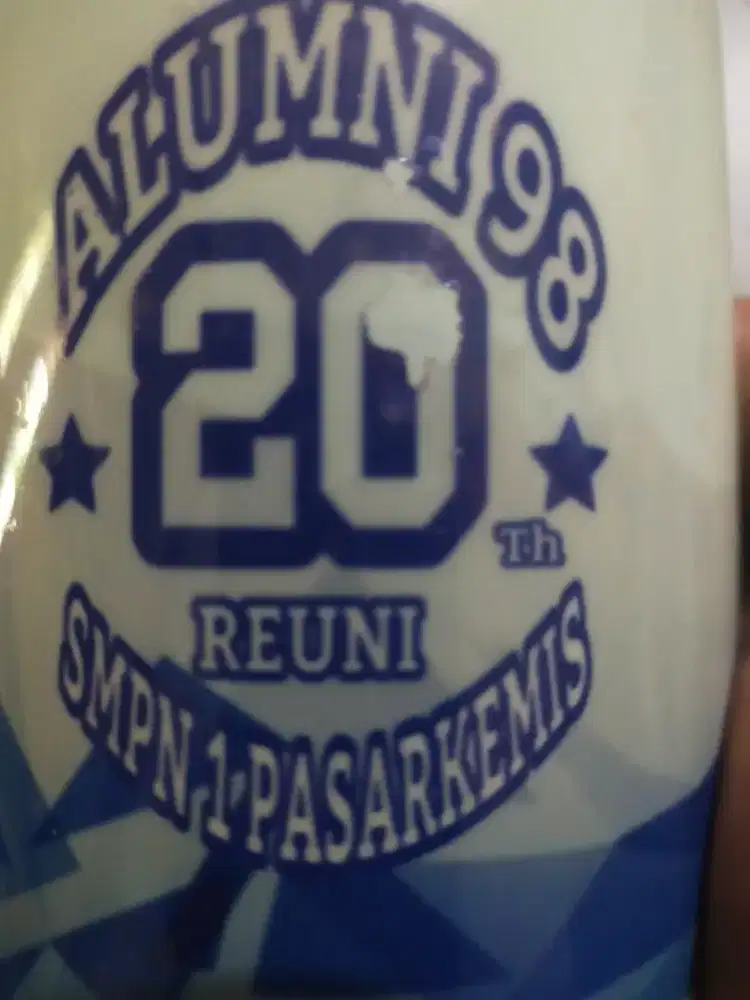 ALUMNI 98
20
Th
REUNI
SMPN 1 PASARKEMIS